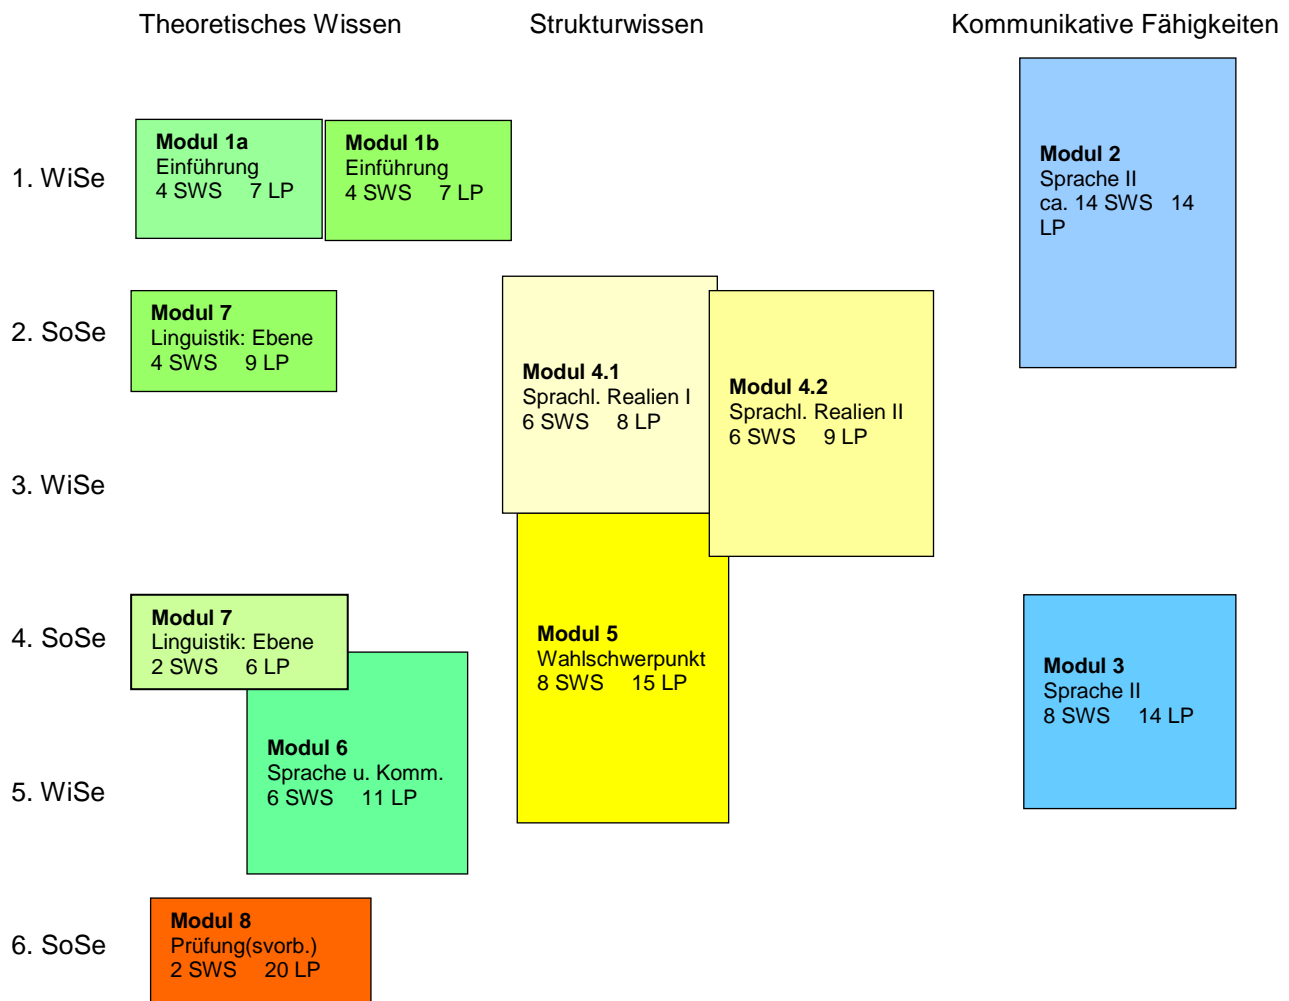 Theoretisches Wissen Strukturwissen Kommunikative Fähigkeiten
1. WiSe
Modul 1a
Einführung
4 SWS 7 LP
Modul 1b
Einführung
4 SWS 7 LP
Modul 2
Sprache II
ca. 14 SWS 14
LP
2. SoSe
Modul 7
Linguistik: Ebene
4 SWS 9 LP
Modul 4.1
Sprachl. Realien I
6 SWS 8 LP
Modul 4.2
Sprachl. Realien II
6 SWS 9 LP
3. WiSe
4. SoSe
Modul 7
Linguistik: Ebene
2 SWS 6 LP
Modul 5
Wahlschwerpunkt
8 SWS 15 LP
Modul 3
Sprache II
8 SWS 14 LP
5. WiSe
Modul 6
Sprache u. Komm.
6 SWS 11 LP
6. SoSe
Modul 8
Prüfung(svorb.)
2 SWS 20 LP